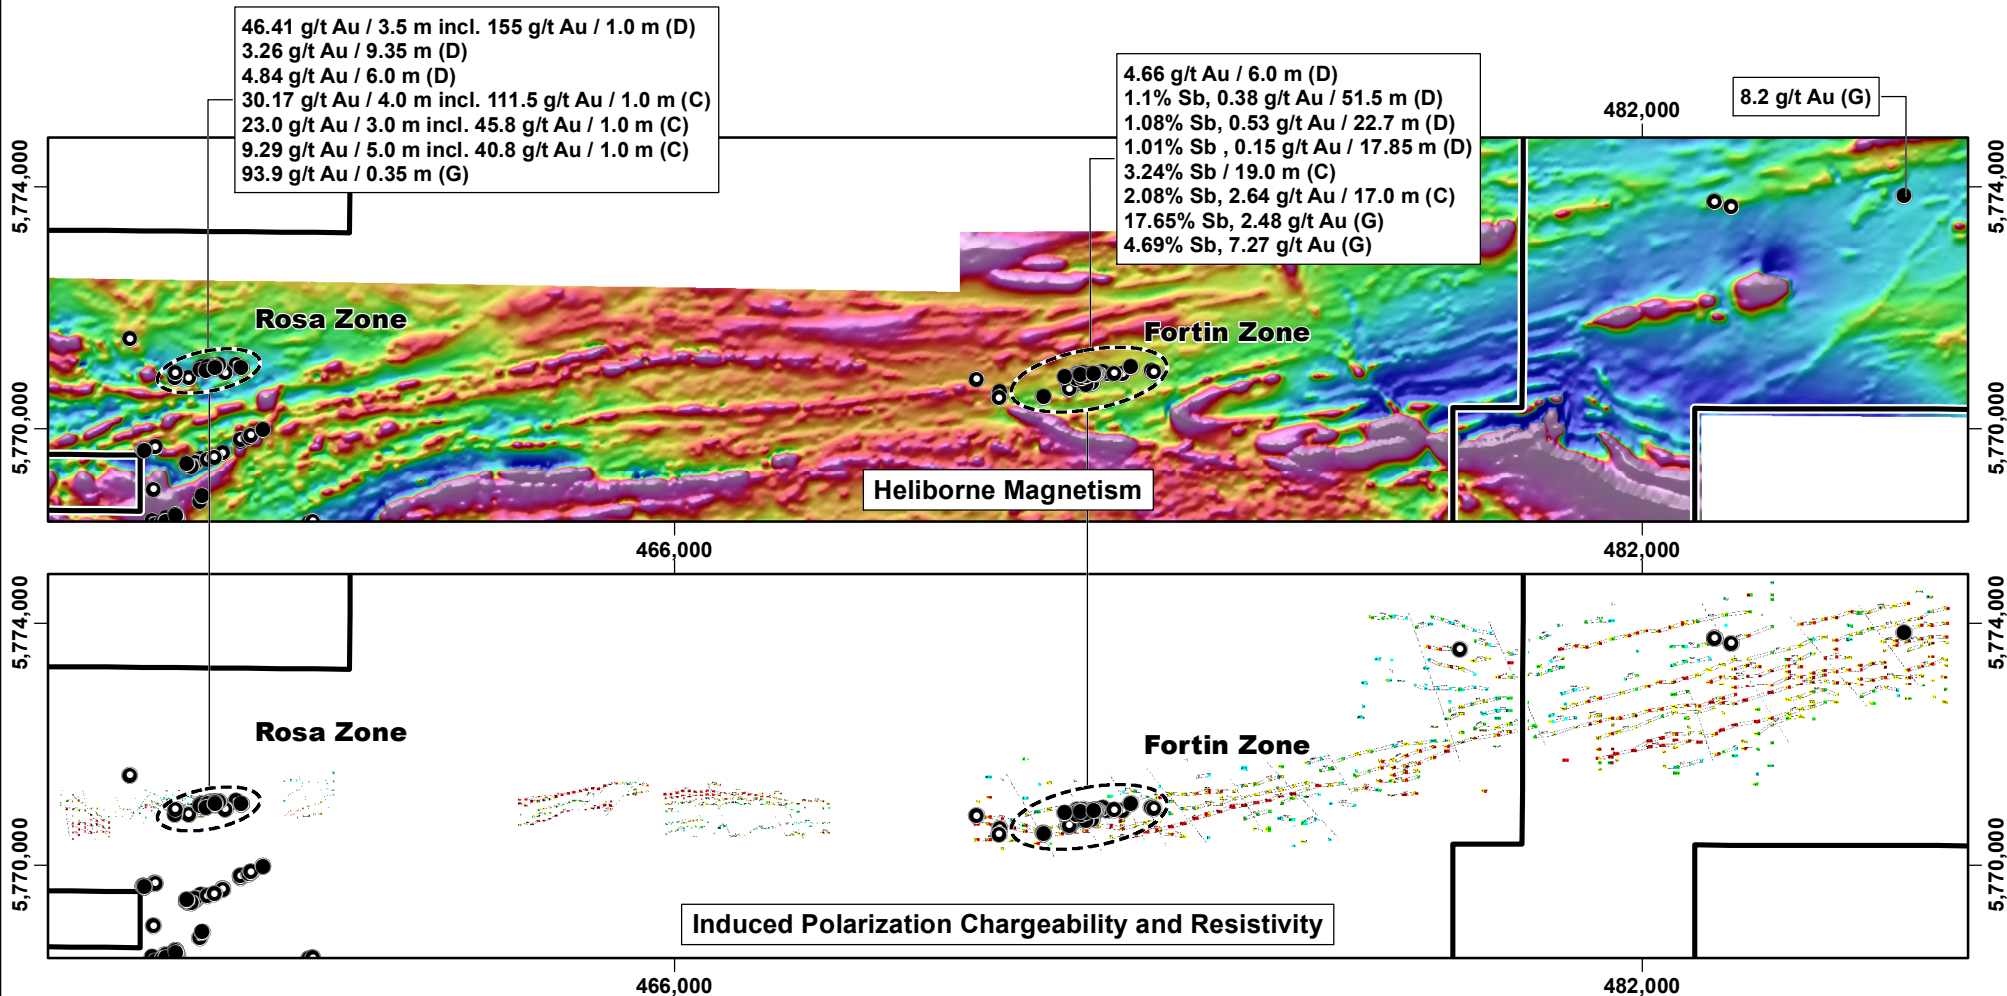 46.41 g/t Au / 3.5 m incl. 155 g/t Au / 1.0 m (D)
3.26 g/t Au / 9.35 m (D)
4.84 g/t Au / 6.0 m (D)
30.17 g/t Au / 4.0 m incl. 111.5 g/t Au / 1.0 m (C)
23.0 g/t Au / 3.0 m incl. 45.8 g/t Au / 1.0 m (C)
9.29 g/t Au / 5.0 m incl. 40.8 g/t Au / 1.0 m (C)
93.9 g/t Au / 0.35 m (G)
4.66 g/t Au / 6.0 m (D)
1.1% Sb, 0.38 g/t Au / 51.5 m (D)
1.08% Sb, 0.53 g/t Au / 22.7 m (D)
1.01% Sb , 0.15 g/t Au / 17.85 m (D)
3.24% Sb / 19.0 m (C)
2.08% Sb, 2.64 g/t Au / 17.0 m (C)
17.65% Sb, 2.48 g/t Au (G)
4.69% Sb, 7.27 g/t Au (G)
8.2 g/t Au (G)
482,000
5,774,000
5,774,000
Rosa Zone
Fortin Zone
5,770,000
5,770,000
Heliborne Magnetism
466,000
482,000
5,774,000
5,774,000
Rosa Zone
Fortin Zone
5,770,000
5,770,000
Induced Polarization Chargeability and Resistivity
466,000
482,000